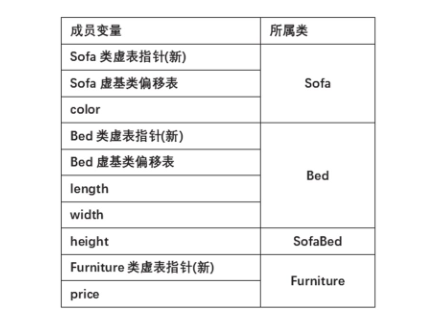 成员变量 所属类
Sofa 类虚表指针(新)
Sofa 虚基类偏移表 Sofa
color
Bed 类虚表指针(新)
Bed 虚基类偏移表
Bed
length
width
height SofaBed
Furniture 类虚表指针(新)
Furniture
price